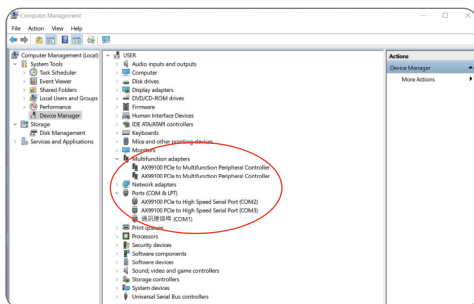 Computer Management
File Action View Help
Computer Management (Local)
System Tools
Task Scheduler
Event Viewer
Shared Folders
Local Users and Groups
Performance
Device Manager
Storage
Disk Management
Services and Applications
USER
Audio inputs and outputs
Computer
Disk drives
Display adapters
DVD/CD-ROM drives
Firmware
Human Interface Devices
IDE ATA/ATAPI controllers
Keyboards
Mice and other pointing devices
Monitors
Multifunction adapters
AX99100 PCIe to Multifunction Peripheral Controller
AX99100 PCIe to Multifunction Peripheral Controller
Network adapters
Ports (COM & LPT)
AX99100 PCIe to High Speed Serial Port (COM2)
AX99100 PCIe to High Speed Serial Port (COM3)
通訊連接埠 (COM1)
Print queues
Processors
Security devices
Software components
Software devices
Sound, video and game controllers
Storage controllers
System devices
Universal Serial Bus controllers
Actions
Device Manager
More Actions